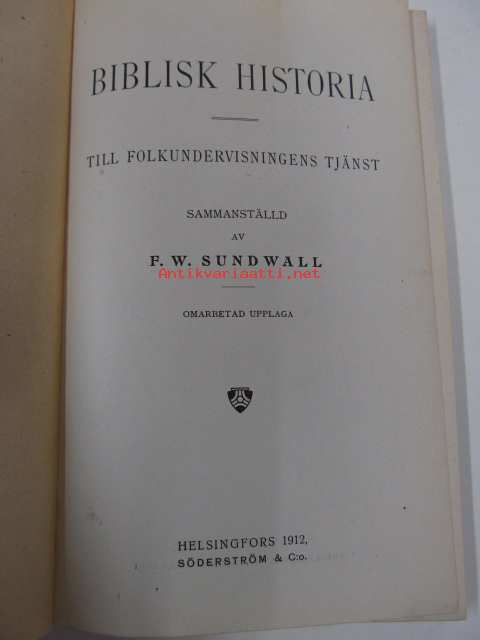 BIBLISK HISTORIA
TILL FOLKUNDERVISNINGENS TJÄNST
SAMMANSTÄLLD
AV
F. W. SUNDWALL
Antikvariaatti.net
OMARBETAD UPPLAGA
HELSINGFORS 1912,
SÖDERSTRÖM & C:o.